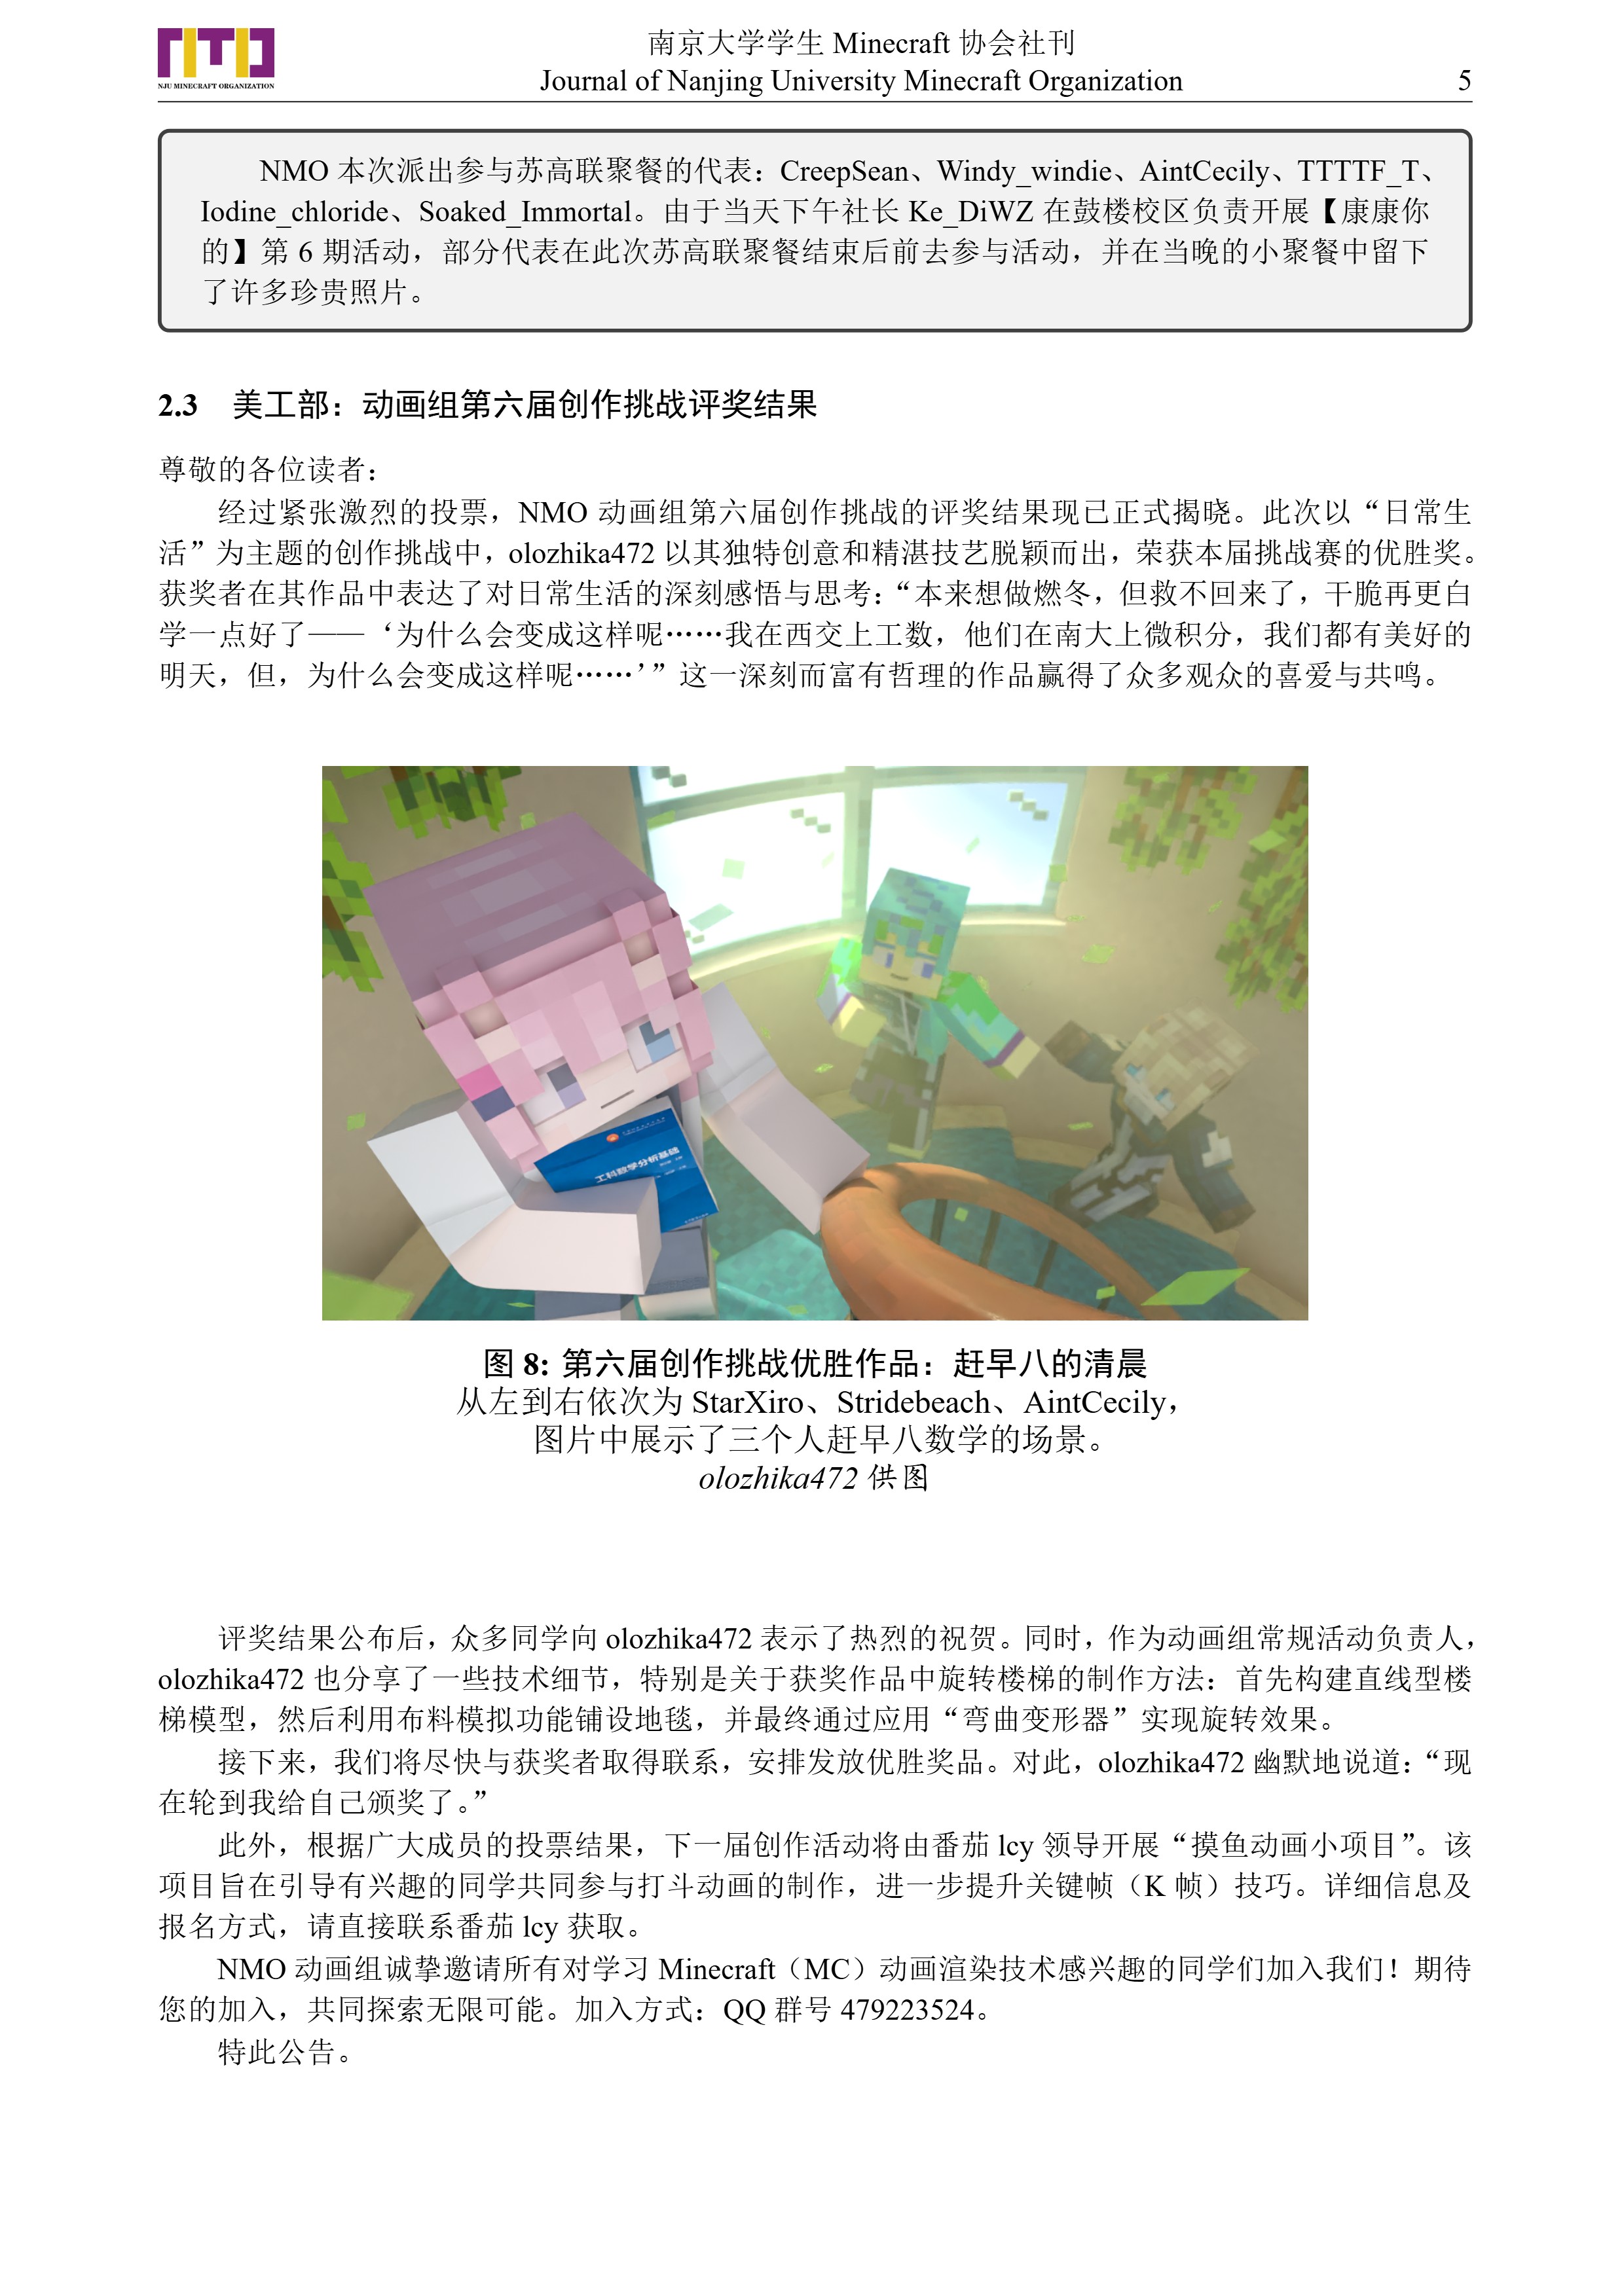 NJU MINECRAFT ORGANIZATION
南京大学学生 Minecraft 协会社刊
Journal of Nanjing University Minecraft Organization
5
NMO 本次派出参与苏高联聚餐的代表：CreepSean、Windy_windie、AintCecily、TTTTF_T、
Iodine_chloride、Soaked_Immortal。由于当天下午社长 Ke_DiWZ 在鼓楼校区负责开展【康康你
的】第 6 期活动，部分代表在此次苏高联聚餐结束后前去参与活动，并在当晚的小聚餐中留下
了许多珍贵照片。
2.3 美工部：动画组第六届创作挑战评奖结果
尊敬的各位读者：
经过紧张激烈的投票，NMO 动画组第六届创作挑战的评奖结果现已正式揭晓。此次以“日常生
活”为主题的创作挑战中，olozhika472 以其独特创意和精湛技艺脱颖而出，荣获本届挑战赛的优胜奖。
获奖者在其作品中表达了对日常生活的深刻感悟与思考：“本来想做燃冬，但救不回来了，干脆再更白
学一点好了——‘为什么会变成这样呢……我在西交上工数，他们在南大上微积分，我们都有美好的
明天，但，为什么会变成这样呢……’”这一深刻而富有哲理的作品赢得了众多观众的喜爱与共鸣。
工科数学分析基础
图 8: 第六届创作挑战优胜作品：赶早八的清晨
从左到右依次为 StarXiro、Stridebeach、AintCecily，
图片中展示了三个人赶早八数学的场景。
olozhika472 供图
评奖结果公布后，众多同学向 olozhika472 表示了热烈的祝贺。同时，作为动画组常规活动负责人，
olozhika472 也分享了一些技术细节，特别是关于获奖作品中旋转楼梯的制作方法：首先构建直线型楼
梯模型，然后利用布料模拟功能铺设地毯，并最终通过应用“弯曲变形器”实现旋转效果。
接下来，我们将尽快与获奖者取得联系，安排发放优胜奖品。对此，olozhika472 幽默地说道：“现
在轮到我给自己颁奖了。”
此外，根据广大成员的投票结果，下一届创作活动将由番茄 lcy 领导开展“摸鱼动画小项目”。该
项目旨在引导有兴趣的同学共同参与打斗动画的制作，进一步提升关键帧（K 帧）技巧。详细信息及
报名方式，请直接联系番茄 lcy 获取。
NMO 动画组诚挚邀请所有对学习 Minecraft（MC）动画渲染技术感兴趣的同学们加入我们！期待
您的加入，共同探索无限可能。加入方式：QQ 群号 479223524。
特此公告。